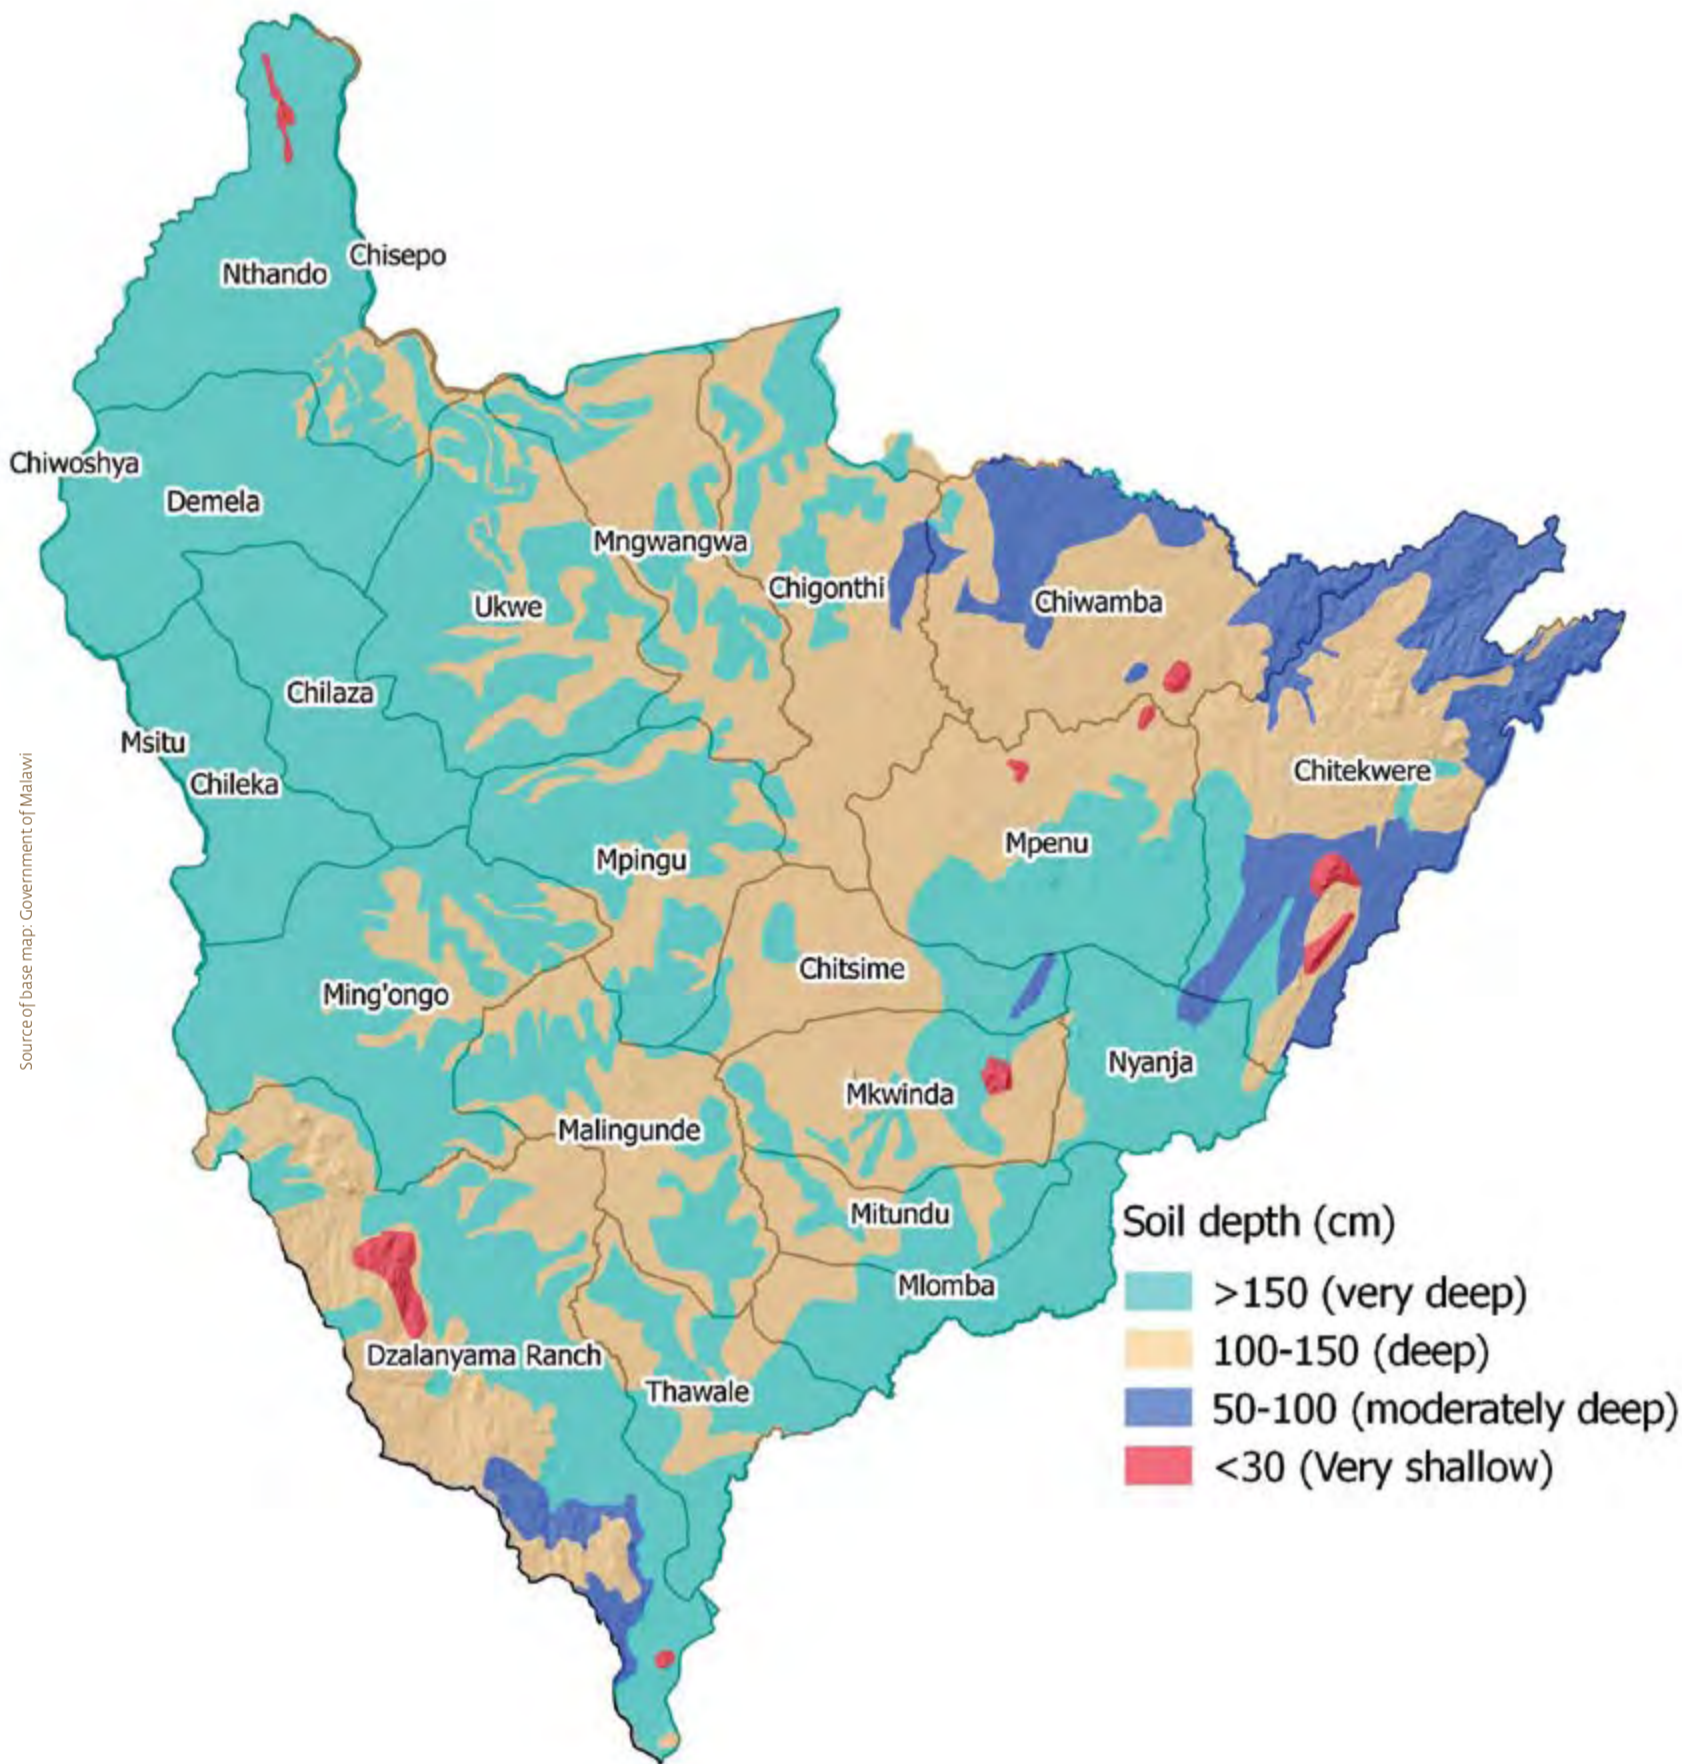 Chisepo
Nthando
Chiwoshya
Demela
Mngwangwa
Chigonthi
Chiwamba
Ukwe
Chilaza
Msitu
Chileka
Chitekwere
Mpenu
Mpingu
Chitsime
Ming'ongo
Nyanja
Mkwinda
Malingunde
Mitundu
Mlomba
Dzalanyama Ranch
Thawale
Soil depth (cm)
>150 (very deep)
100-150 (deep)
50-100 (moderately deep)
<30 (Very shallow)
Source of base map: Government of Malawi